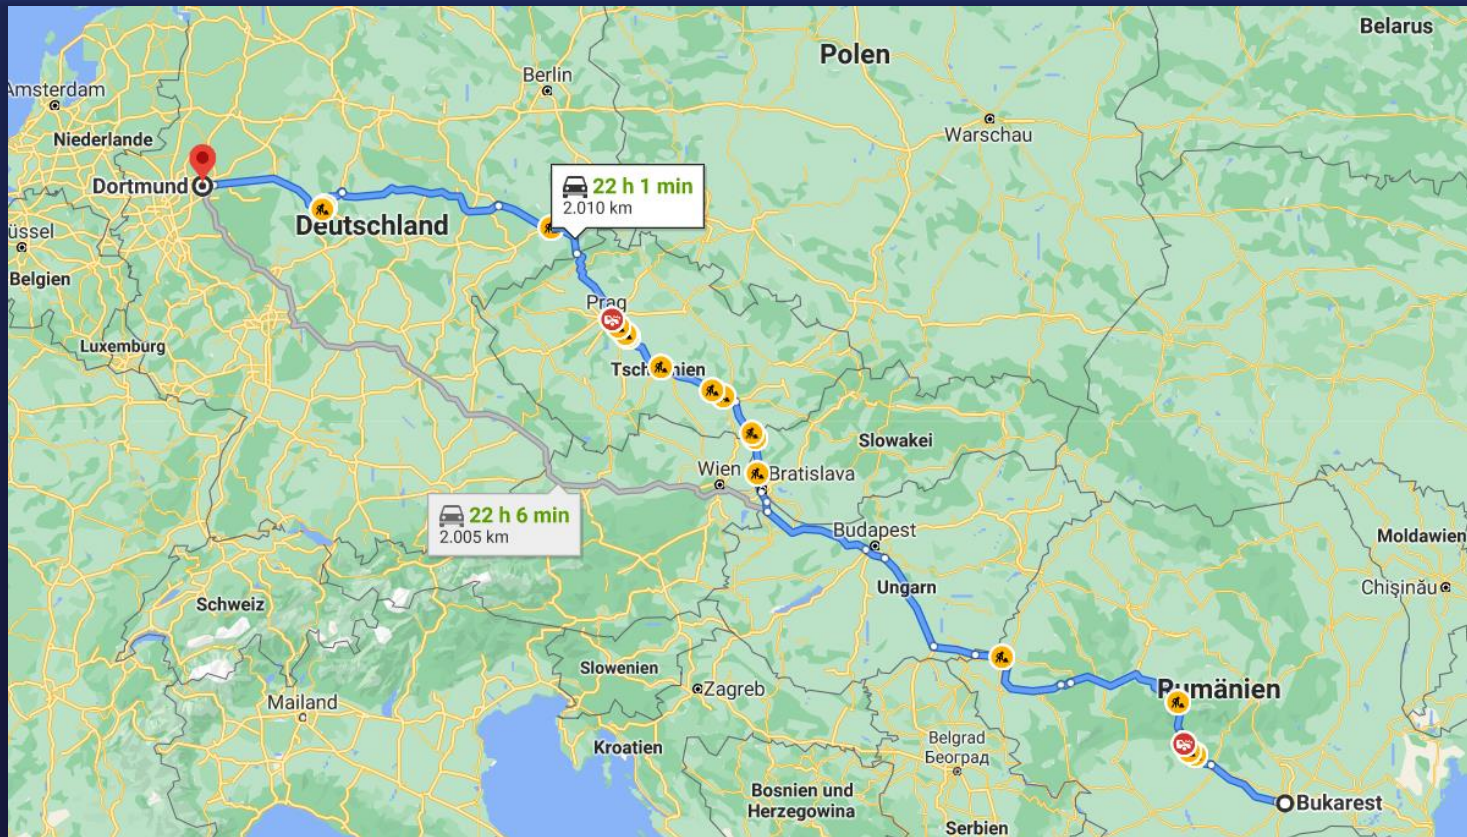 Belarus
Polen
Berlin
Amsterdam
Warschau
Niederlande
22 h 1 min
2.010 km
Dortmund
Deutschland
üssel
Belgien
Prag
Luxemburg
Slowakei
Wien
Bratislava
22 h 6 min
2.005 km
Budapest
Moldawien
Ungarn
Chișinău
Schweiz
Slowenien
Zagreb
Rumänien
Mailand
Belgrad
Београд
Kroatien
Bosnien und
Herzegowina
Bukarest
Serbien